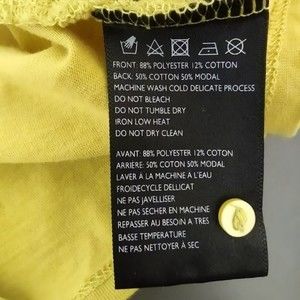 FRONT: 88% POLYESTER 12% COTTON
BACK: 50% COTTON 50% MODAL
MACHINE WASH COLD DELICATE PROCESS
DO NOT BLEACH
DO NOT TUMBLE DRY
IRON LOW HEAT
DO NOT DRY CLEAN
AVANT: 88% POLYESTER 12% COTTON
ARRIERE: 50% COTTON 50% MODAL
LAVER À LA MACHINE A L'EAU
FROIDECYCLE DELLICAT
NE PAS JAVELLISER
NE PAS SECHER EN MACHINE
REPASSER AU BESOIN A TRES
BASSE TEMPERATURE
NE PAS NETTOYER À SEC